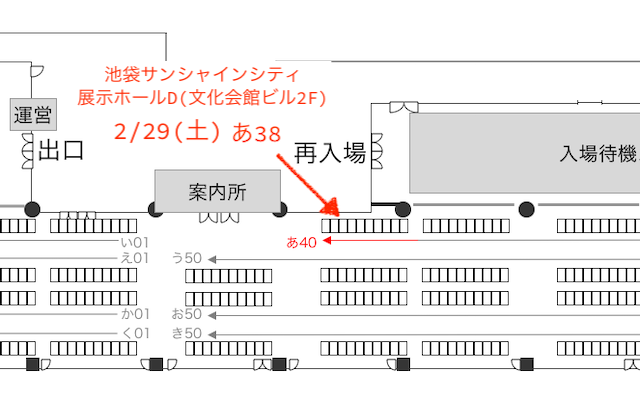 池袋サンシャインシティ
展示ホールD(文化会館ビル2F)
2/29(土) あ38
運営
出口
再入場
入場待機
案内所
い01
あ40
え01
う50
か01
お50
く01
き50